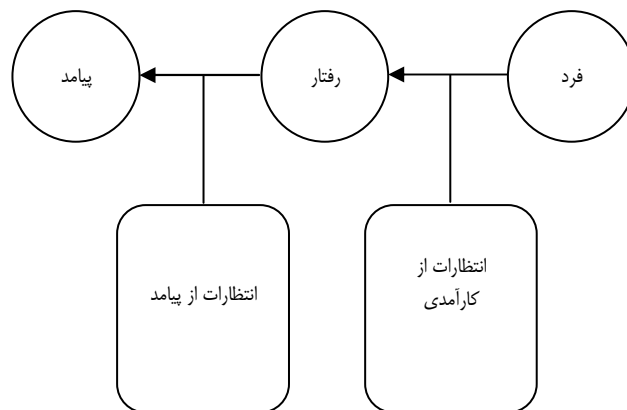 فرد
رفتار
پیامد
انتظارات از
کارآمدی
انتظارات از پیامد